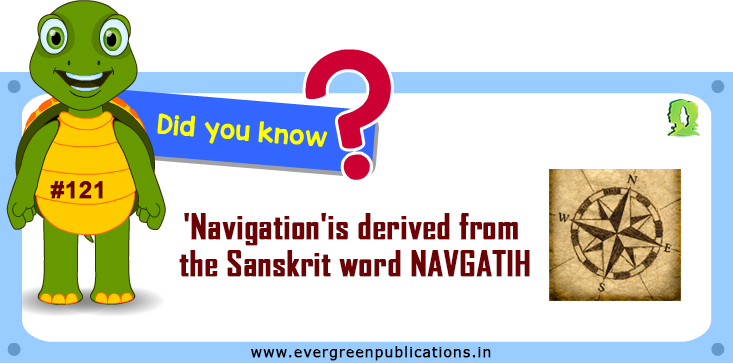 Did you know ?
#121
'Navigation'is derived from
the Sanskrit word NAVGATIH
N
W
E
S
www.evergreenpublications.in